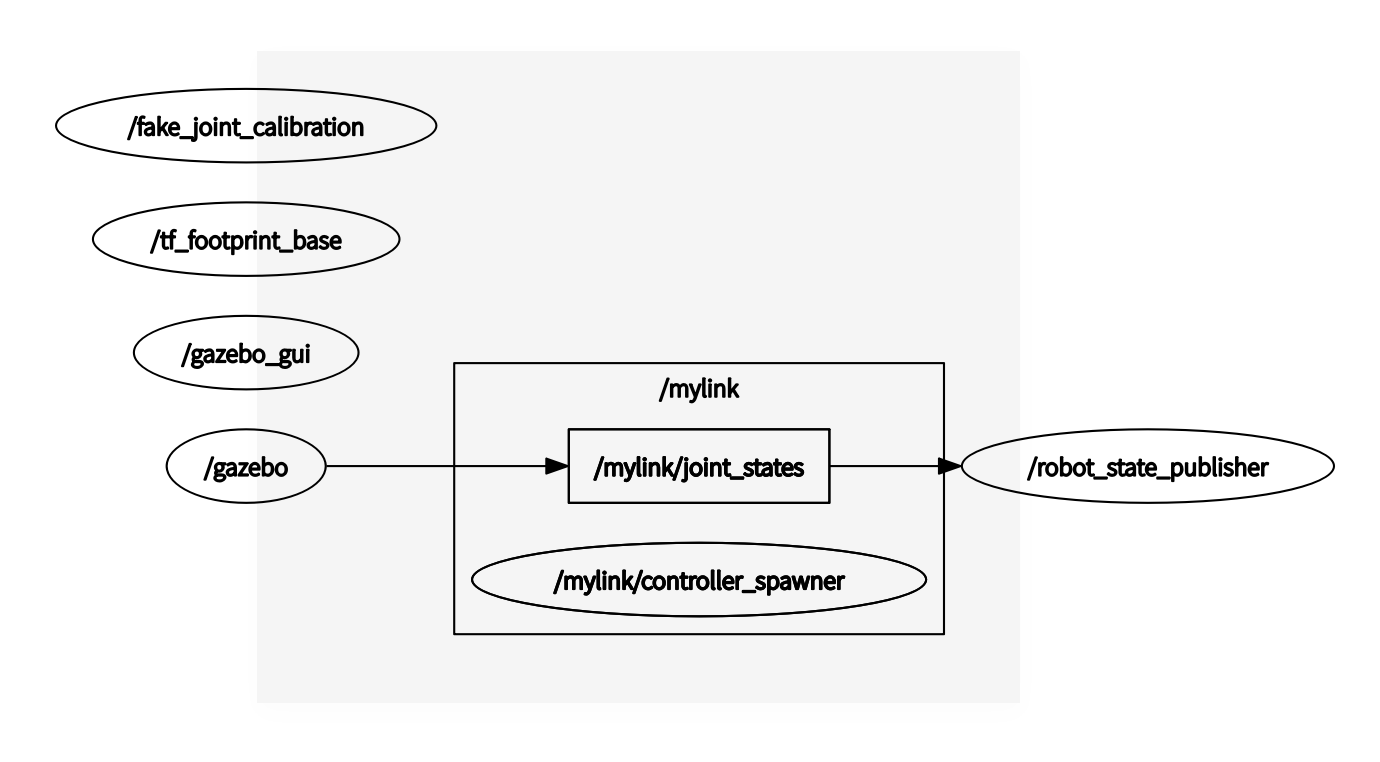 /fake_joint_calibration
/tf_footprint_base
/gazebo_gui
/mylink
/gazebo
/mylink/joint_states
/robot_state_publisher
/mylink/controller_spawner